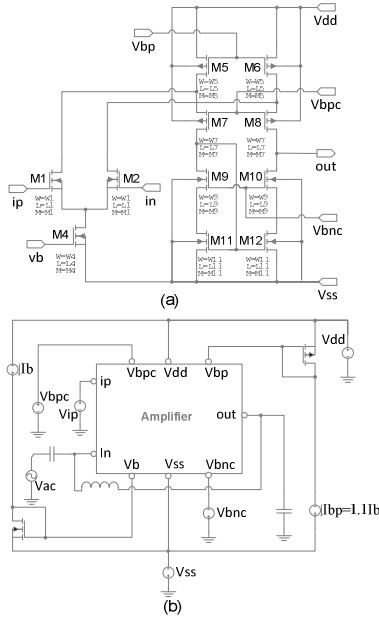 Vdd
Vbp
M5 M6
W=W5 W=W5
L=L5 L=L5
M=M5 M=M5
Vbpc
M7 M8
W=W7 W=W7
L=L7 L=L7
M=M7 M=M7
out
M1 M2 M9 M10
W=W1 W=W1 W=W9 W=W9
L=L1 L=L1 L=L9 L=L9
M=M1 M=M1 M=M9 M=M9
ip in
Vbnc
M4 M11 M12
vb
W=W4 W=W11 W=W11
L=L4 L=L11 L=L11
M=M4 M=M11 M=M11
Vss
(a)
Ib Vbpc Vdd Vbp Vdd
Vbpc ip
Vip Amplifier out
In
Vac Vb Vss Vbnc
Vbnc Ibp=1.1Ib
Vss
(b)